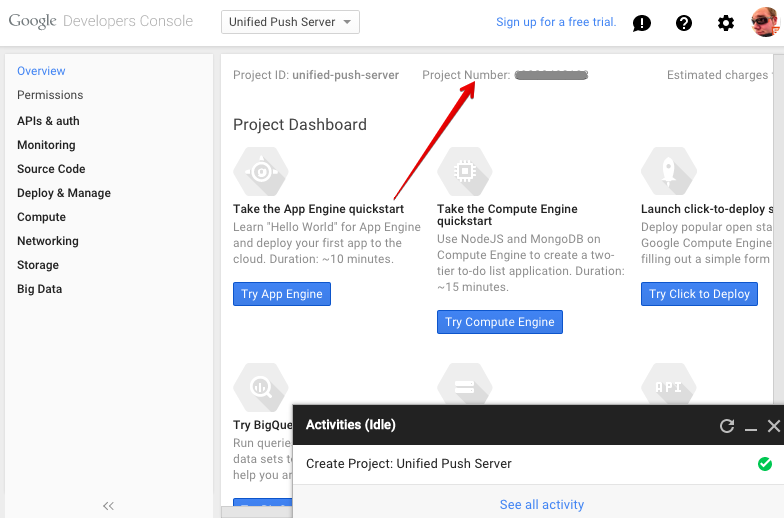 Google Developers Console
Unified Push Server
Sign up for a free trial.
Overview
Permissions
APIs & auth
Monitoring
Source Code
Deploy & Manage
Compute
Networking
Storage
Big Data
Project ID: unified-push-server
Project Number:
Estimated charges
Project Dashboard
Take the App Engine quickstart
Learn "Hello World" for App Engine
and deploy your first app to the
cloud. Duration: ~10 minutes.
Try App Engine
Take the Compute Engine
quickstart
Use NodeJS and MongoDB on
Compute Engine to create a two-
tier to-do list application. Duration:
~15 minutes.
Try Compute Engine
Launch click-to-deploy s
Deploy popular open sta
Google Compute Engine
filling out a simple form
Try Click to Deploy
API
Try BigQue
Run querie
data sets t
help you an
Activities (Idle)
Create Project: Unified Push Server
See all activity